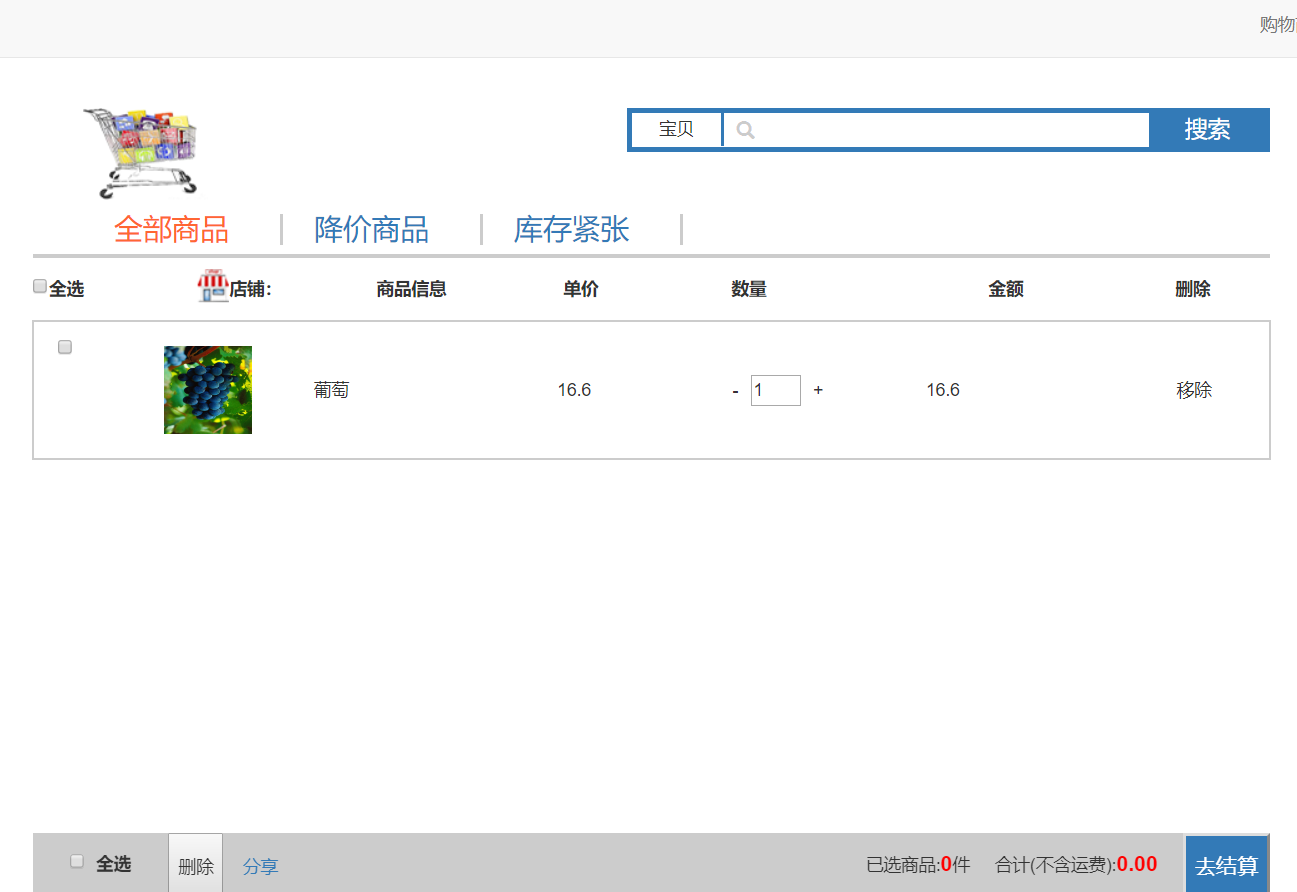 购物
宝贝 搜索
全部商品 降价商品 库存紧张
全选 店铺: 商品信息 单价 数量 金额 删除
葡萄 16.6 - 1 + 16.6 移除
全选 删除 分享 已选商品:0件 合计(不含运费):0.00 去结算